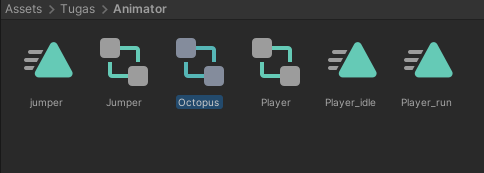 Assets > Tugas > Animator
jumper Jumper Octopus Player Player_idle Player_run